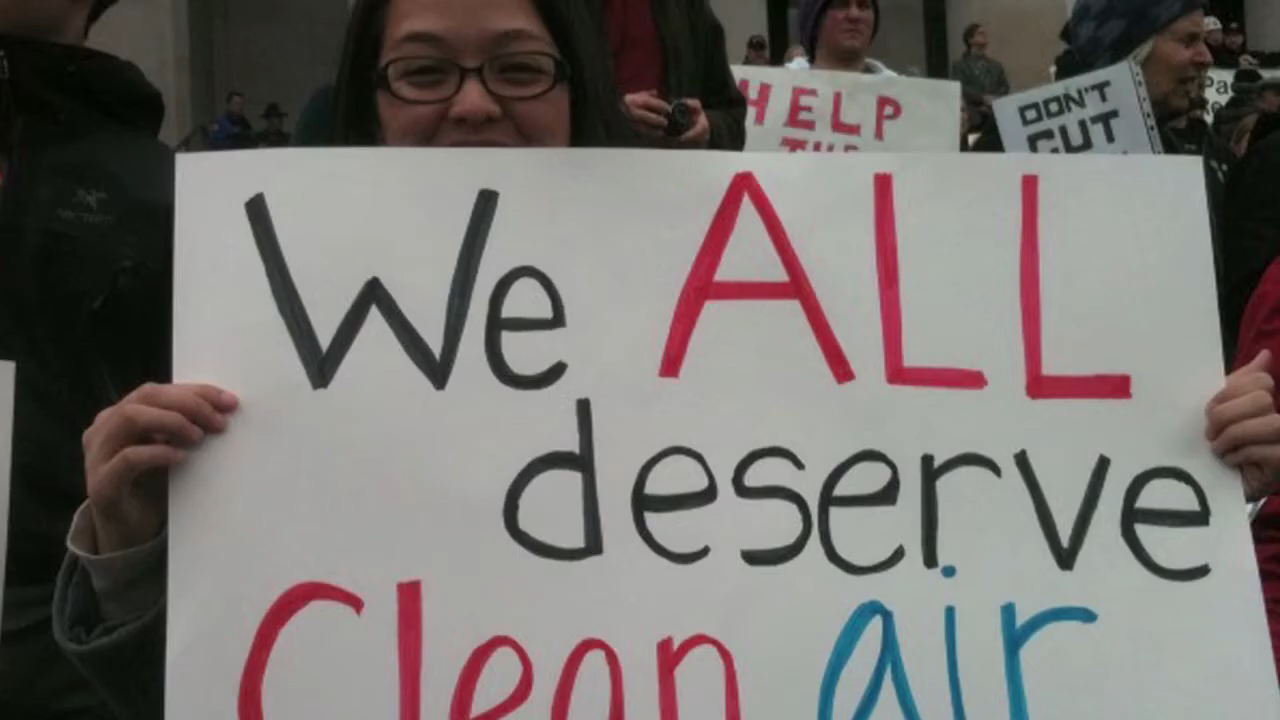 HELP
DON'T
CUT
We ALL
deserve
Clean air